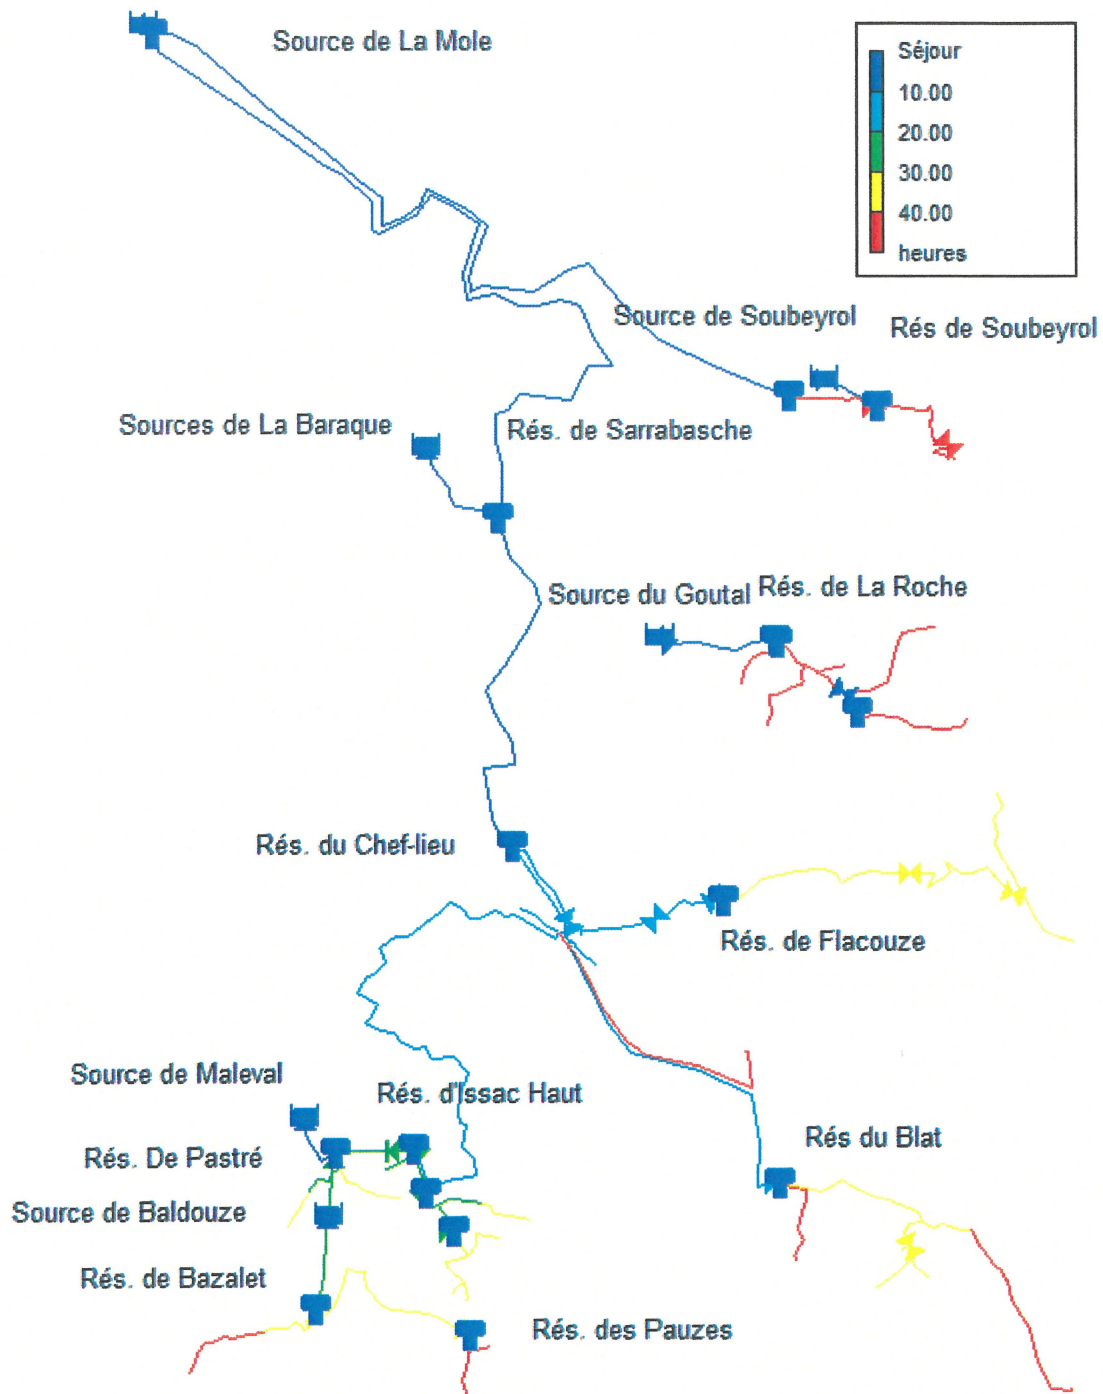 Source de La Mole
Séjour
10.00
20.00
30.00
40.00
heures
Source de Soubeyrol
Rés de Soubeyrol
Sources de La Baraque
Rés. de Sarrabasche
Source du Goutal
Rés. de La Roche
Rés. du Chef-lieu
Rés. de Flacouze
Source de Maleval
Rés. d'Issac Haut
Rés. De Pastré
Rés du Blat
Source de Baldouze
Rés. de Bazalet
Rés. des Pauzes